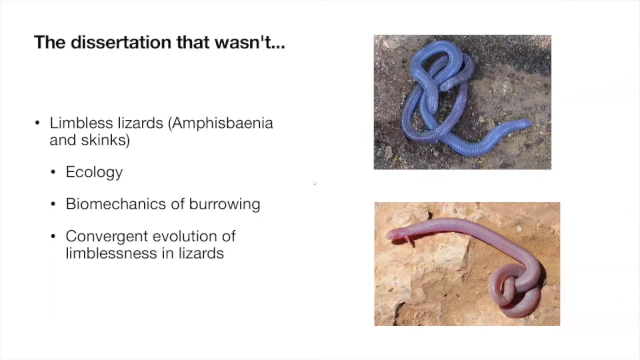 The dissertation that wasn't...
• Limbless lizards (Amphisbaenia
and skinks)
• Ecology
• Biomechanics of burrowing
• Convergent evolution of
limblessness in lizards